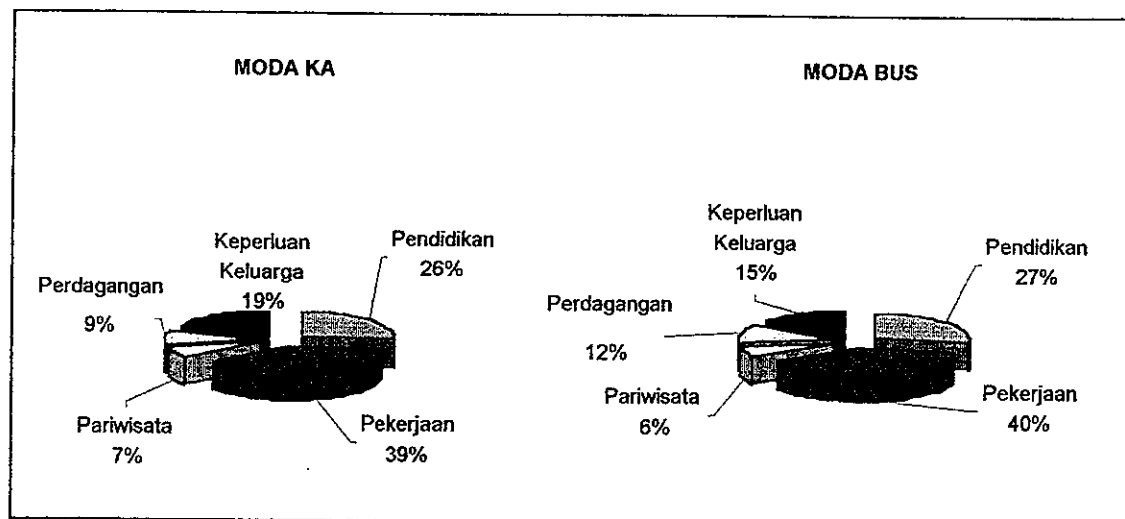 MODA KA
Keperluan
Keluarga
19%
Pendidikan
26%
Perdagangan
9%
Pariwisata
7%
Pekerjaan
39%
MODA BUS
Keperluan
Keluarga
15%
Pendidikan
27%
Perdagangan
12%
Pariwisata
6%
Pekerjaan
40%